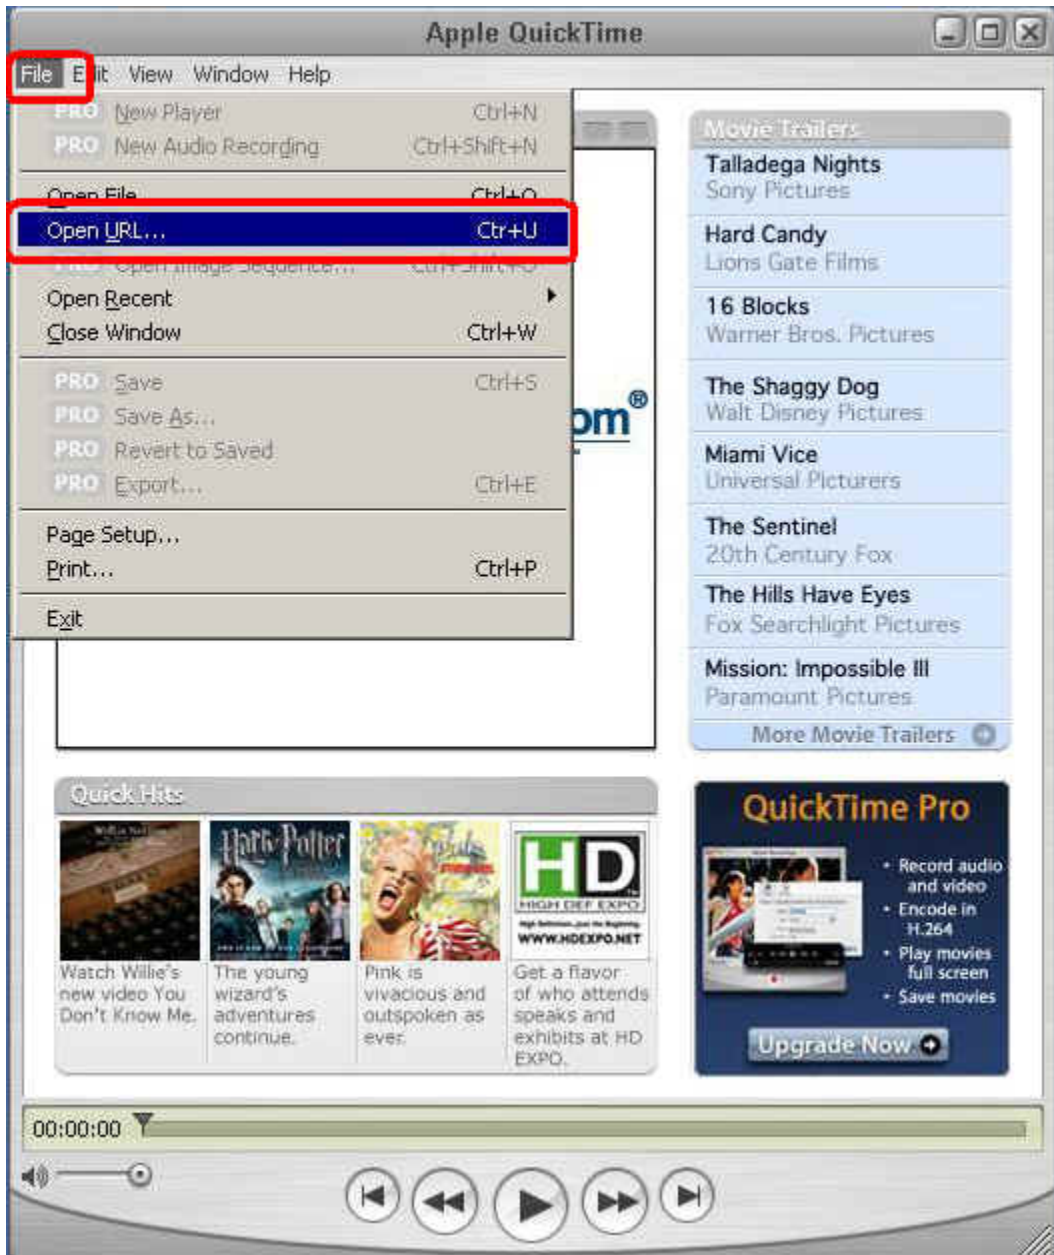 Apple QuickTime
File Edit View Window Help
PRO New Player Ctrl+N
PRO New Audio Recording Ctrl+Shift+N
Open File Ctrl+O
Open URL... Ctr+U
PRO Open Image Sequence... Ctrl+Shift+O
Open Recent
Close Window Ctrl+W
PRO Save Ctrl+S
PRO Save As...
PRO Revert to Saved
PRO Export... Ctrl+E
Page Setup...
Print... Ctrl+P
Exit
om®
Movie Trailers
Talladega Nights
Sony Pictures
Hard Candy
Lions Gate Films
16 Blocks
Warner Bros. Pictures
The Shaggy Dog
Walt Disney Pictures
Miami Vice
Universal Picturers
The Sentinel
20th Century Fox
The Hills Have Eyes
Fox Searchlight Pictures
Mission: Impossible III
Paramount Pictures
More Movie Trailers
Quick Hits
Harry Potter
HD
HIGH DEF EXPO
WWW.HDEXPO.NET
Watch Willie's
new video You
Don't Know Me.
The young
wizard's
adventures
continue.
Pink is
vivacious and
outspoken as
ever.
Get a flavor
of who attends
speaks and
exhibits at HD
EXPO.
QuickTime Pro
• Record audio
and video
• Encode in
H.264
• Play movies
full screen
• Save movies
Upgrade Now
00:00:00